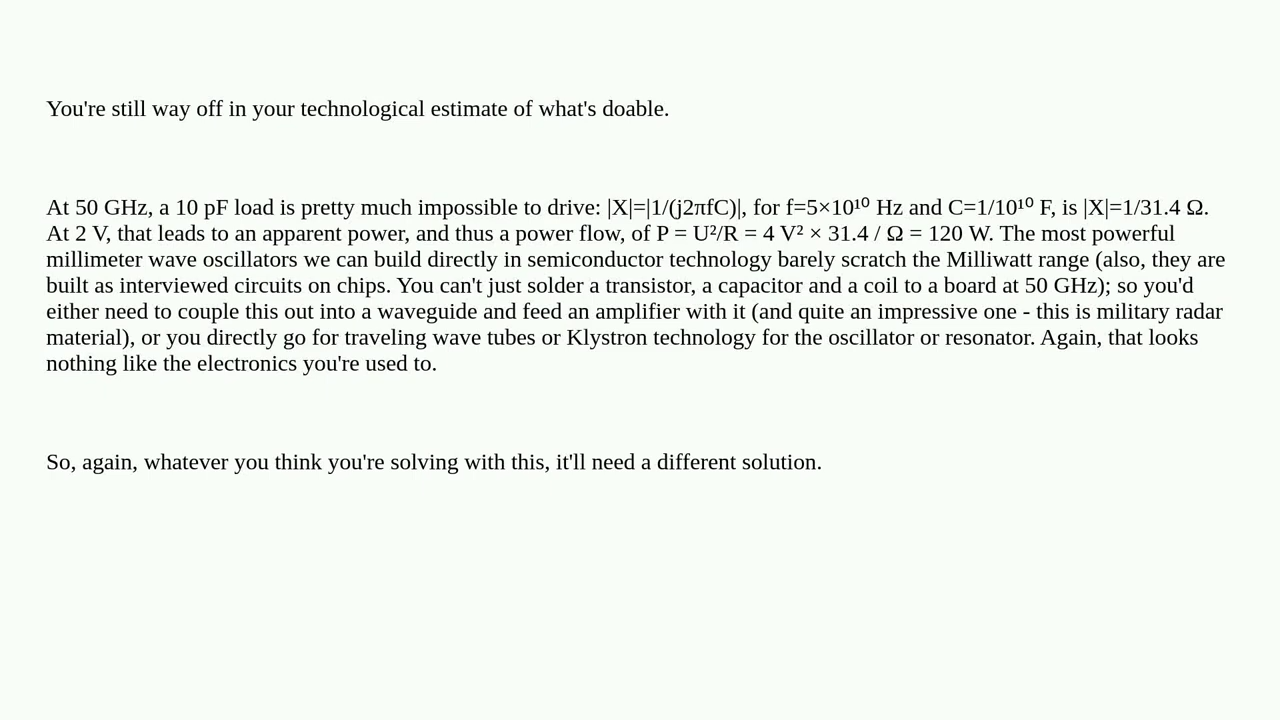 You're still way off in your technological estimate of what's doable.
At 50 GHz, a 10 pF load is pretty much impossible to drive: |X|=|1/(j2πfC)|, for f=5×10¹⁰ Hz and C=1/10¹⁰ F, is |X|=1/31.4 Ω.
At 2 V, that leads to an apparent power, and thus a power flow, of P = U²/R = 4 V² × 31.4 / Ω = 120 W. The most powerful
millimeter wave oscillators we can build directly in semiconductor technology barely scratch the Milliwatt range (also, they are
built as interviewed circuits on chips. You can't just solder a transistor, a capacitor and a coil to a board at 50 GHz); so you'd
either need to couple this out into a waveguide and feed an amplifier with it (and quite an impressive one - this is military radar
material), or you directly go for traveling wave tubes or Klystron technology for the oscillator or resonator. Again, that looks
nothing like the electronics you're used to.
So, again, whatever you think you're solving with this, it'll need a different solution.